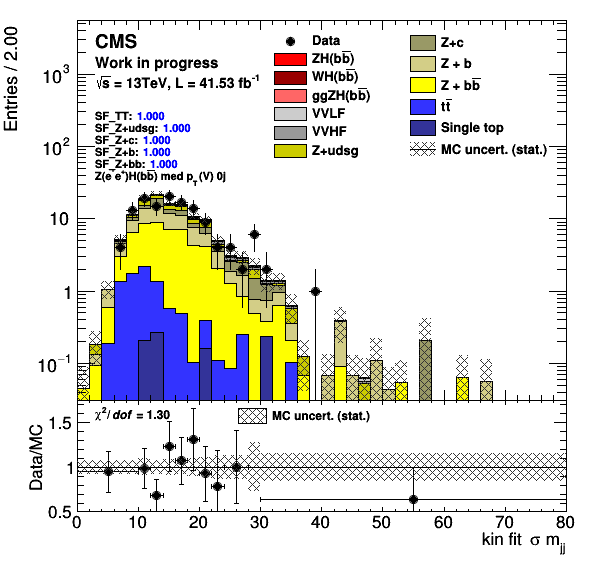 CMS
Work in progress
√s = 13TeV, L = 41.53 fb⁻¹
SF_TT: 1.000
SF_Z+udsg: 1.000
SF_Z+c: 1.000
SF_Z+b: 1.000
SF_Z+bb: 1.000
Z(e⁻e⁺)H(bb̅) med p_T(V) 0j
Data
ZH(bb̅)
WH(bb̅)
ggZH(bb̅)
VVLF
VVHF
Z+udsg
Z+c
Z + b
Z + bb̅
tt̅
Single top
MC uncert. (stat.)
Entries / 2.00
10³
10²
10
1
10⁻¹
χ²/dof = 1.30
MC uncert. (stat.)
Data/MC
1.5
1
0.5
0 10 20 30 40 50 60 70 80
kin fit σ m_jj